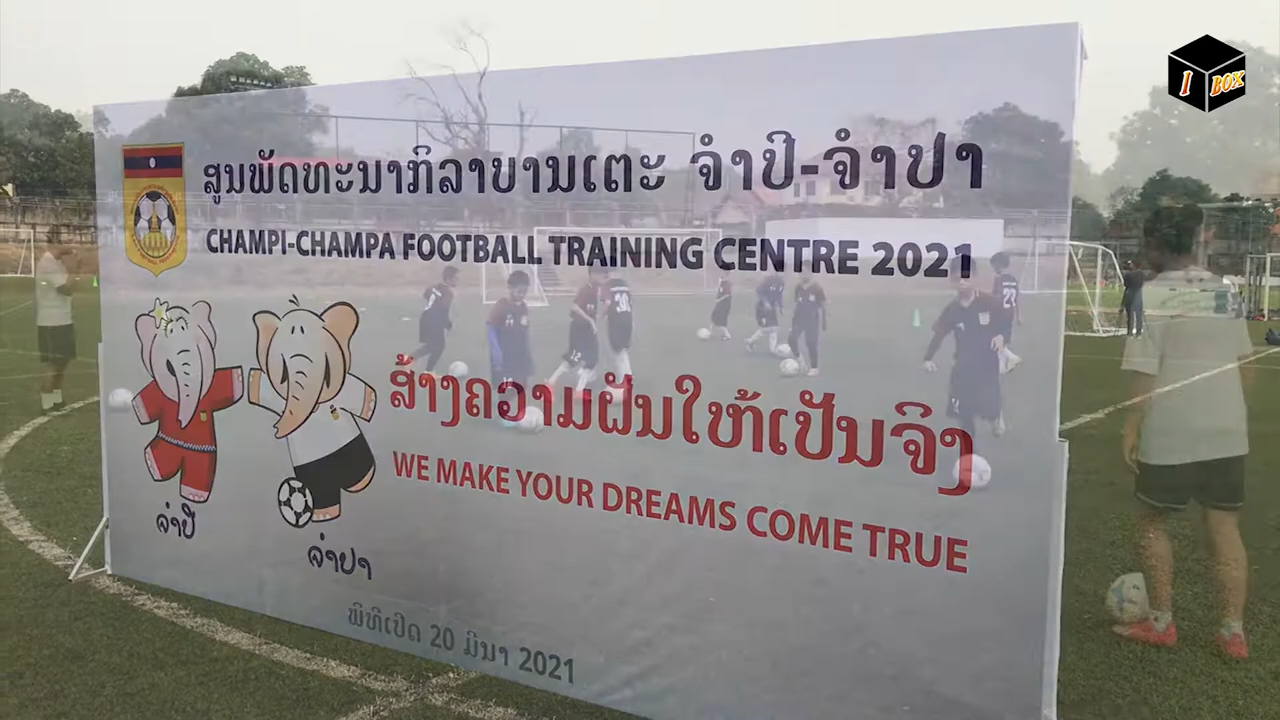 I BOX
ສູນພັດທະນາກິລາບານເຕະ ຈຳປີ-ຈຳປາ
CHAMPI-CHAMPA FOOTBALL TRAINING CENTRE 2021
ສ້າງຄວາມຝັນໃຫ້ເປັນຈິງ
WE MAKE YOUR DREAMS COME TRUE
ຈຳປີ
ຈຳປາ
ພິທີເປີດ 20 ມີນາ 2021